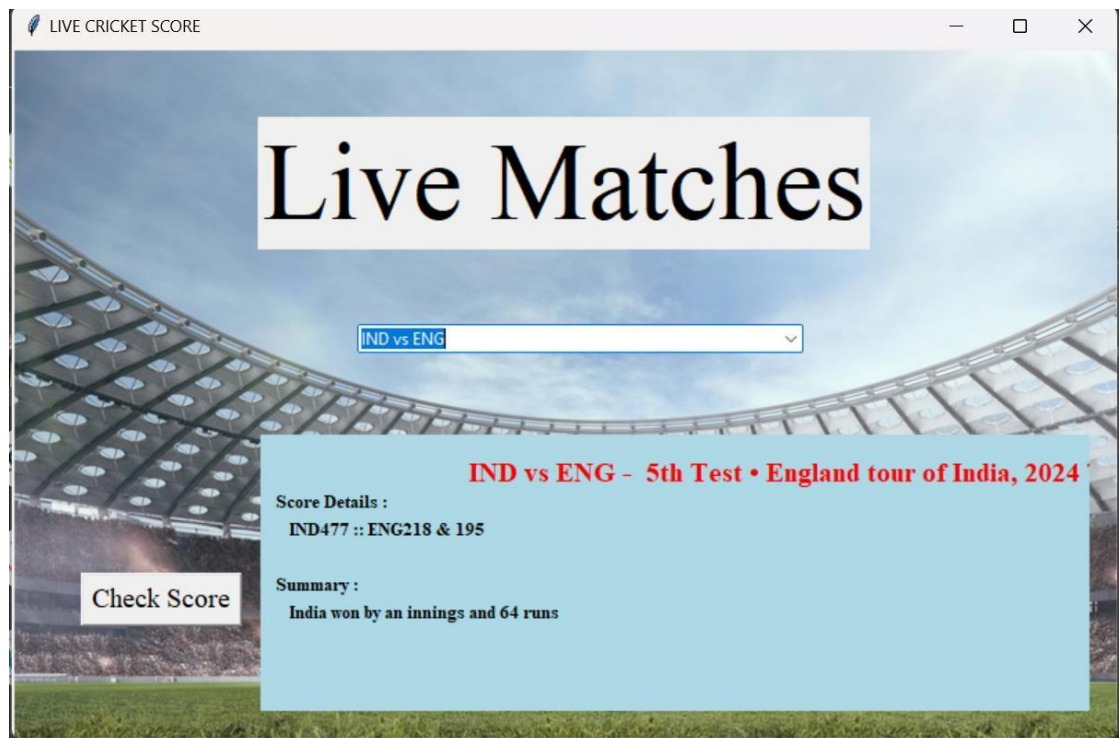 LIVE CRICKET SCORE
Live Matches
IND vs ENG
IND vs ENG - 5th Test • England tour of India, 2024
Score Details :
IND477 :: ENG218 & 195
Summary :
India won by an innings and 64 runs
Check Score